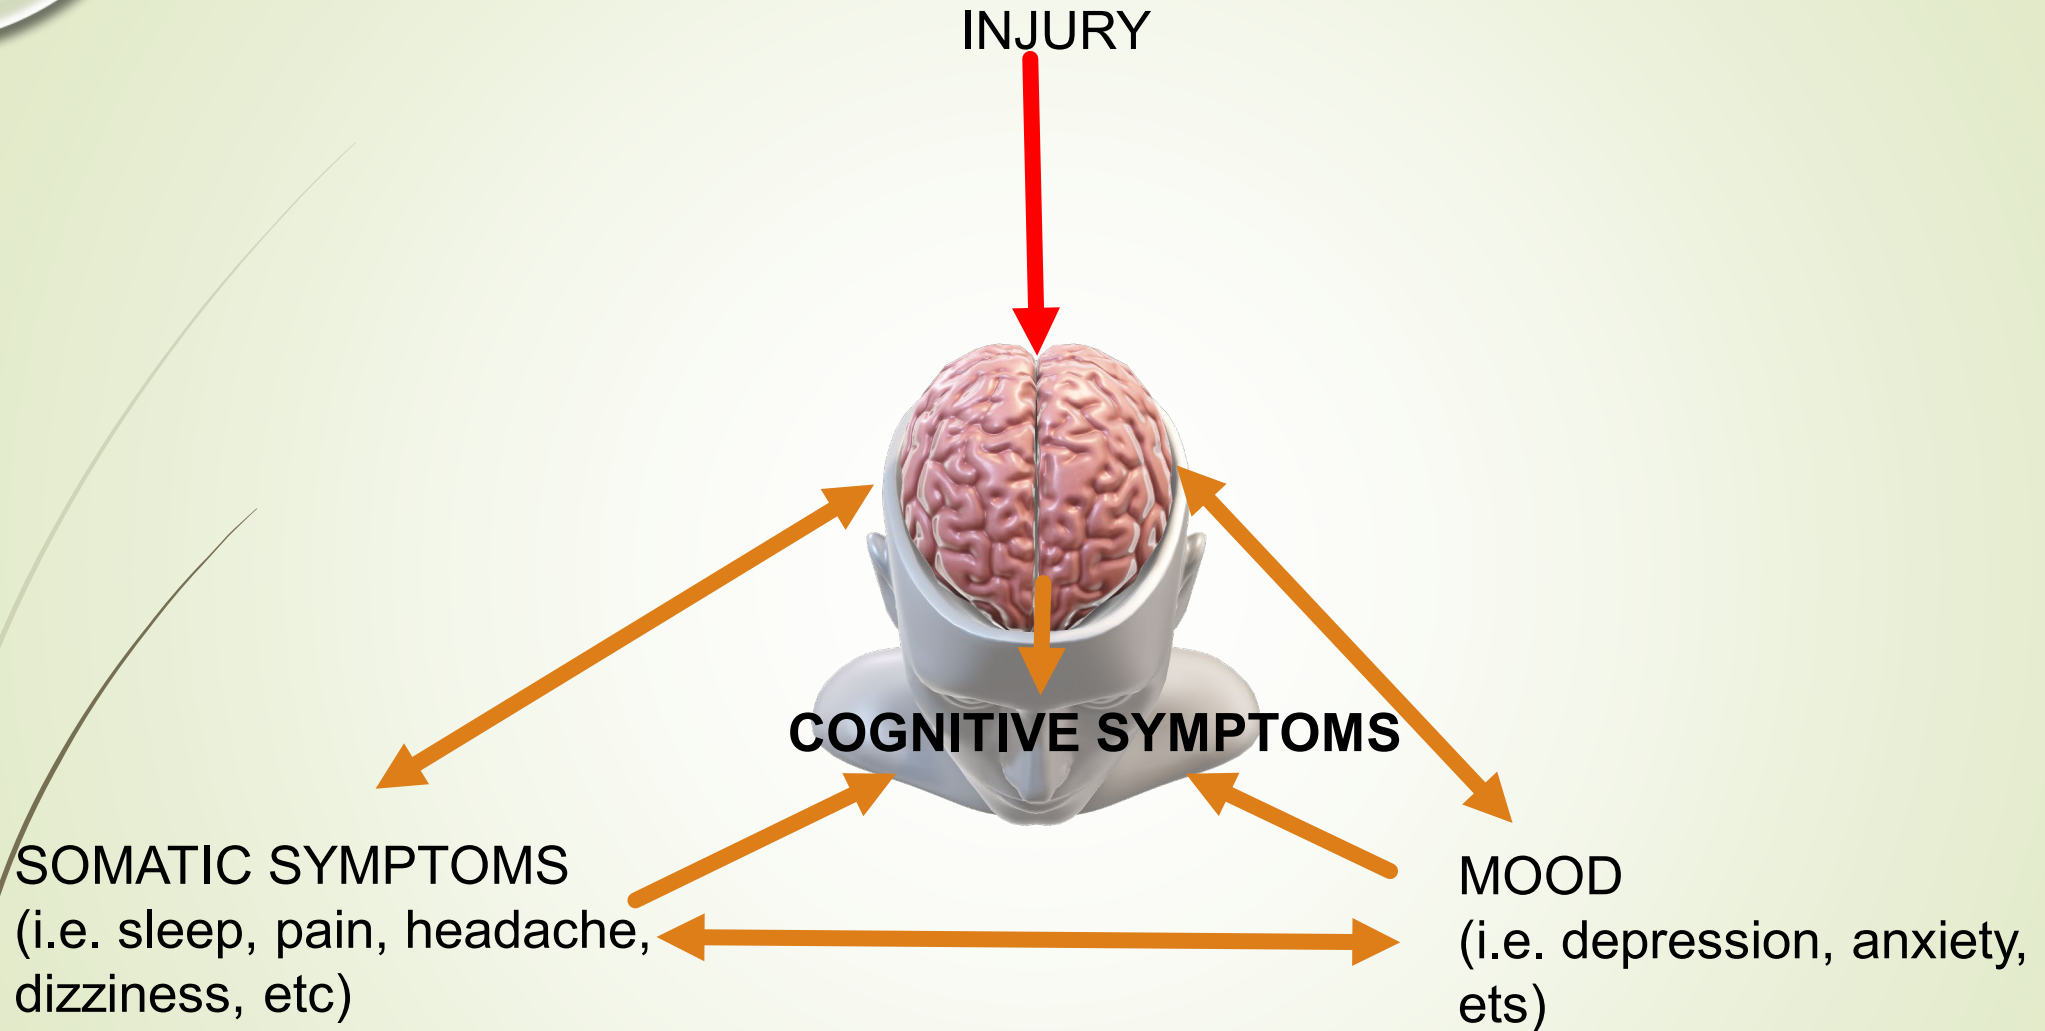 INJURY
COGNITIVE SYMPTOMS
SOMATIC SYMPTOMS
(i.e. sleep, pain, headache,
dizziness, etc)
MOOD
(i.e. depression, anxiety,
ets)